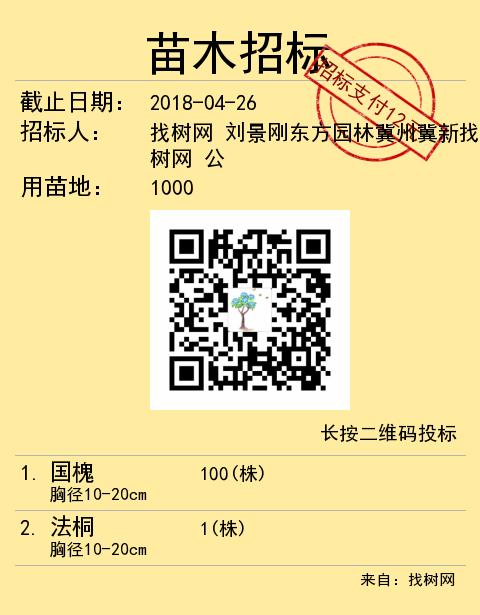 苗木招标
招标支付12元
截止日期： 2018-04-26
招标人： 找树网 刘景刚东方园林冀州冀新找
树网 公
用苗地： 1000
长按二维码投标
1. 国槐 100(株)
胸径10-20cm
2. 法桐 1(株)
胸径10-20cm
来自：找树网